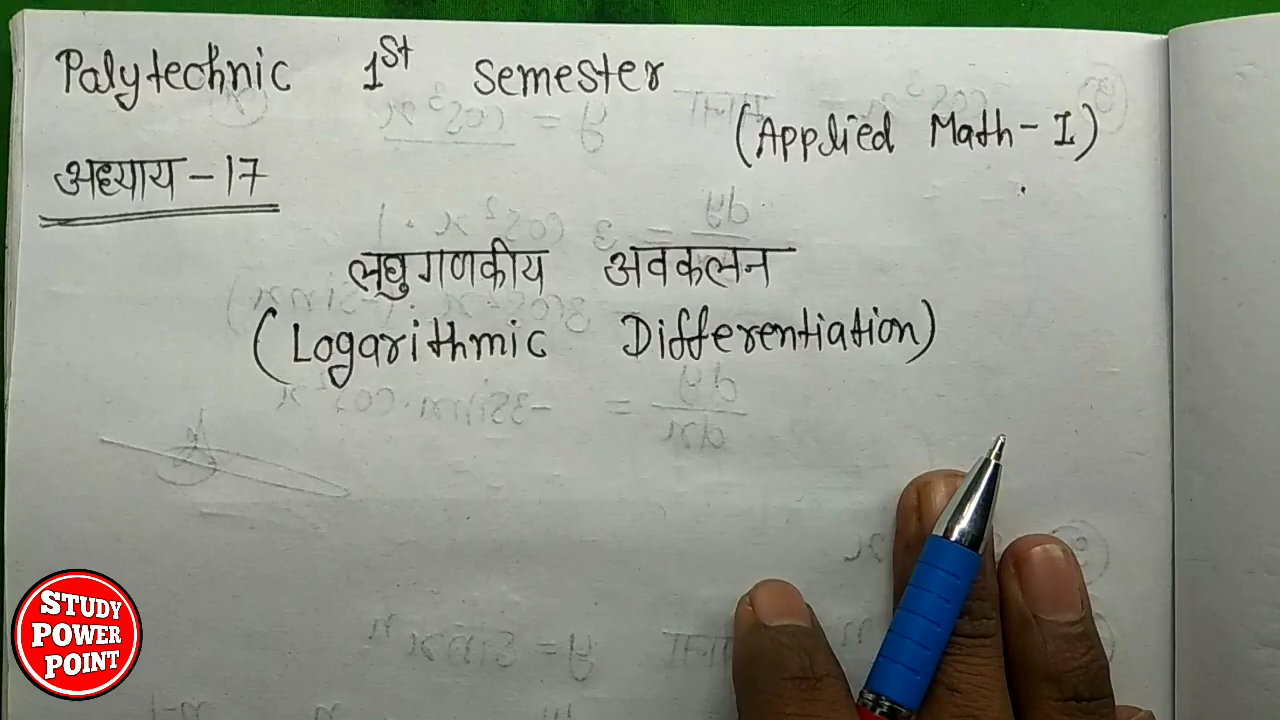 Polytechnic 1st Semester
(Applied Math-I)
अध्याय-17
लघुगणकीय अवकलन
(Logarithmic Differentiation)
STUDY
POWER
POINT